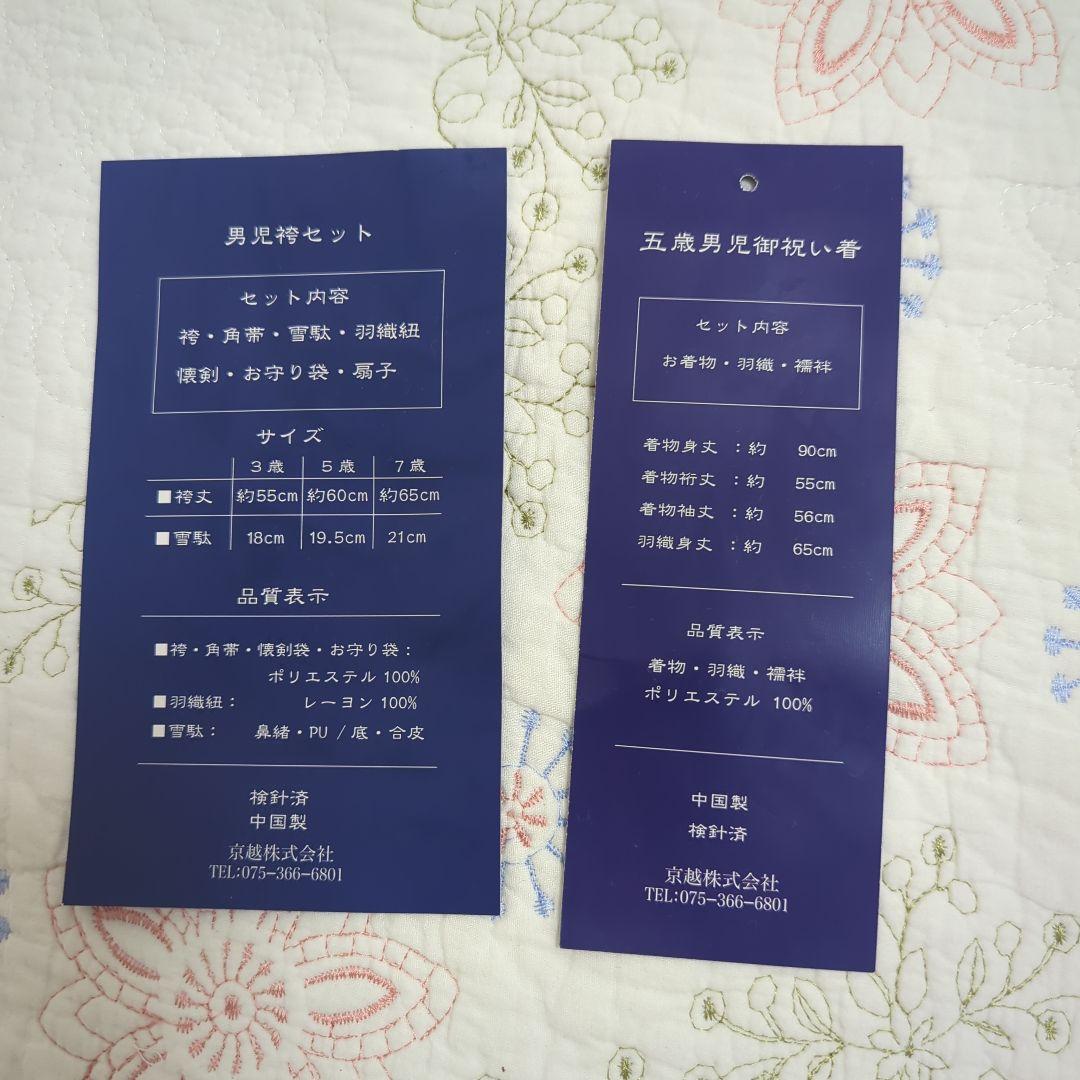 男児袴セット
セット内容
袴・角帯・雪駄・羽織紐
懐剣・お守り袋・扇子
サイズ
3歳 5歳 7歳
■袴丈 約55cm 約60cm 約65cm
■雪駄 18cm 19.5cm 21cm
品質表示
■袴・角帯・懐剣袋・お守り袋：
ポリエステル 100%
■羽織紐： レーヨン 100%
■雪駄： 鼻緒・PU / 底・合皮
検針済
中国製
京越株式会社
TEL:075-366-6801
五歳男児御祝い着
セット内容
お着物・羽織・襦袢
着物身丈 ：約 90cm
着物裄丈 ：約 55cm
着物袖丈 ：約 56cm
羽織身丈 ：約 65cm
品質表示
着物・羽織・襦袢
ポリエステル 100%
中国製
検針済
京越株式会社
TEL:075-366-6801